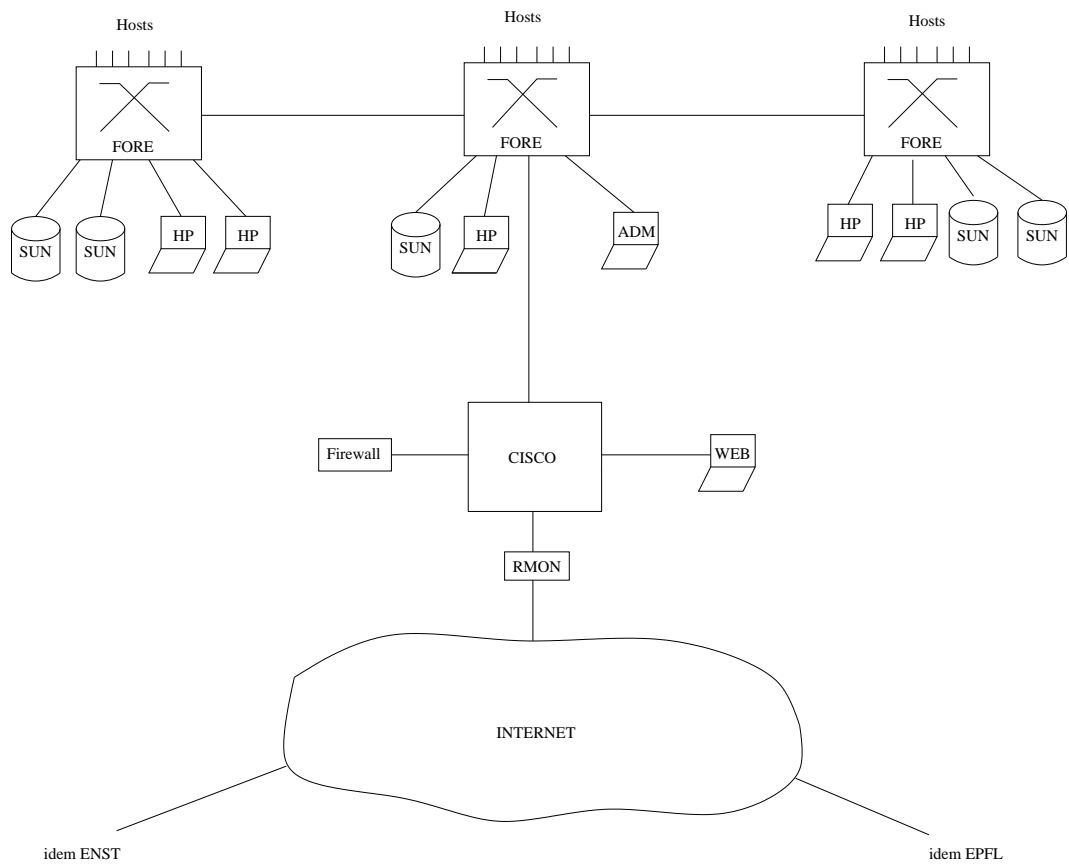 Hosts
Hosts
Hosts
FORE
FORE
FORE
SUN
SUN
HP
HP
SUN
HP
ADM
HP
HP
SUN
SUN
Firewall
CISCO
WEB
RMON
INTERNET
idem ENST
idem EPFL